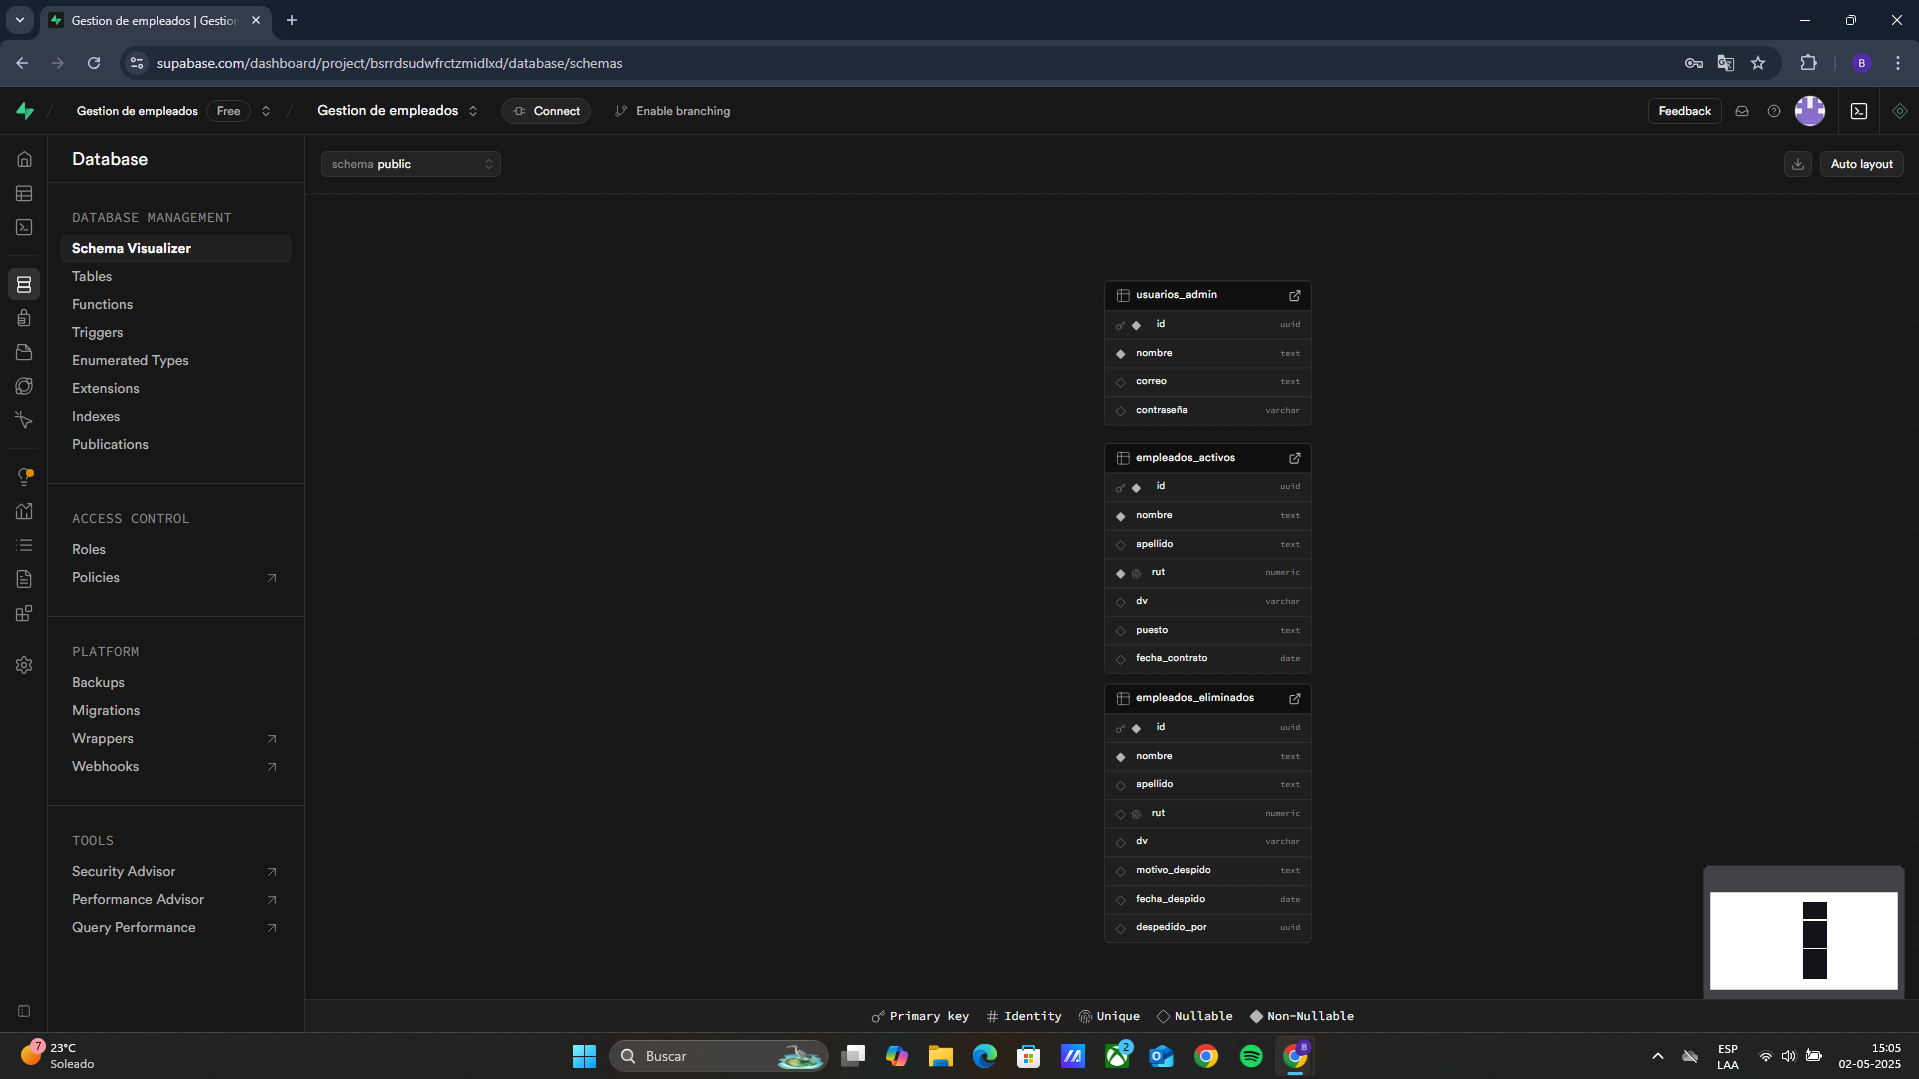 Gestion de empleados | Gestion
supabase.com/dashboard/project/bsrrdsudwfrctzmidlxd/database/schemas
B
Gestion de empleados Free
Gestion de empleados
Connect
Enable branching
Feedback
Database
DATABASE MANAGEMENT
Schema Visualizer
Tables
Functions
Triggers
Enumerated Types
Extensions
Indexes
Publications
ACCESS CONTROL
Roles
Policies
PLATFORM
Backups
Migrations
Wrappers
Webhooks
TOOLS
Security Advisor
Performance Advisor
Query Performance
schema public
Auto layout
usuarios_admin
id uuid
nombre text
correo text
contraseña varchar
empleados_activos
id uuid
nombre text
apellido text
rut numeric
dv varchar
puesto text
fecha_contrato date
empleados_eliminados
id uuid
nombre text
apellido text
rut numeric
dv varchar
motivo_despido text
fecha_despido date
despedido_por uuid
Primary key Identity Unique Nullable Non-Nullable
7
23°C
Soleado
Buscar
2
B
ESP
LAA
15:05
02-05-2025